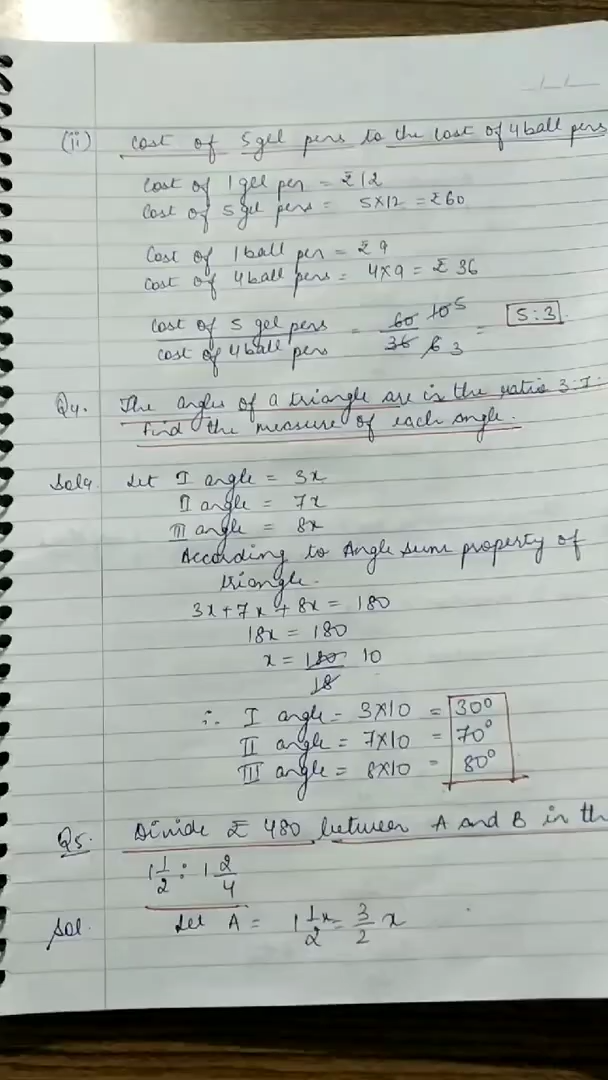 (ii) Cost of 5 gel pens to the cost of 4 ball pens
Cost of 1 gel pen = ₹12
Cost of 5 gel pens = 5×12 = ₹60
Cost of 1 ball pen = ₹9
Cost of 4 ball pens = 4×9 = ₹36
Cost of 5 gel pens / Cost of 4 ball pens = 60 10 5 / 36 6 3 = 5:3
Q4. The angles of a triangle are in the ratio 3:7:
Find the measure of each angle.
Sol4 Let I angle = 3x
II angle = 7x
III angle = 8x
According to Angle sum property of
triangle.
3x+7x+8x = 180
18x = 180
x = 180/18 10
∴ I angle = 3×10 = 30°
II angle = 7×10 = 70°
III angle = 8×10 = 80°
Q5. Divide ₹480 between A and B in the
1 1/2 : 1 2/4
Sol. Let A = 1 1/2 x = 3/2 x